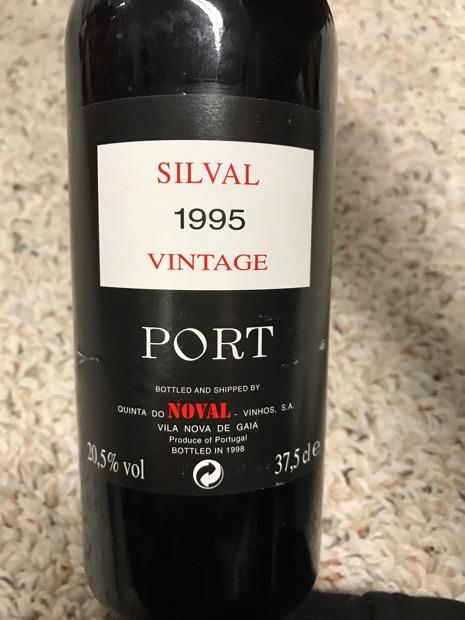 SILVAL
1995
VINTAGE
PORT
BOTTLED AND SHIPPED BY
QUINTA DO NOVAL - VINHOS, S.A.
VILA NOVA DE GAIA
Produce of Portugal
BOTTLED IN 1998
20,5% vol
37,5 cl e